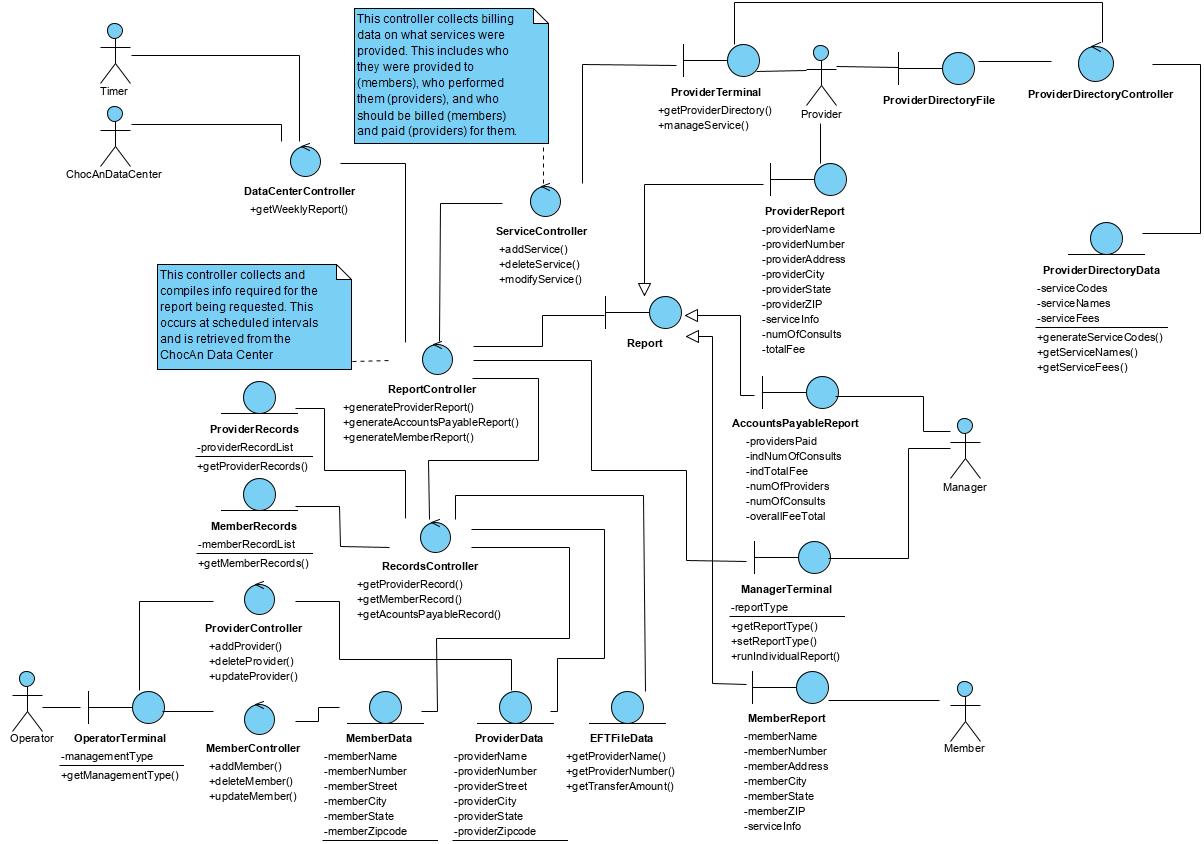 Timer
ChocAnDataCenter
DataCenterController
+getWeeklyReport()
This controller collects billing
data on what services were
provided. This includes who
they were provided to
(members), who performed
them (providers), and who
should be billed (members)
and paid (providers) for them.
ServiceController
+addService()
+deleteService()
+modifyService()
ProviderTerminal
+getProviderDirectory()
+manageService()
Provider
ProviderDirectoryFile
ProviderDirectoryController
ProviderReport
-providerName
-providerNumber
-providerAddress
-providerCity
-providerState
-providerZIP
-serviceInfo
-numOfConsults
-totalFee
ProviderDirectoryData
-serviceCodes
-serviceNames
-serviceFees
+generateServiceCodes()
+getServiceNames()
+getServiceFees()
This controller collects and
compiles info required for the
report being requested. This
occurs at scheduled intervals
and is retrieved from the
ChocAn Data Center
Report
ReportController
+generateProviderReport()
+generateAccountsPayableReport()
+generateMemberReport()
AccountsPayableReport
-providersPaid
-indNumOfConsults
-indTotalFee
-numOfProviders
-numOfConsults
-overallFeeTotal
Manager
ProviderRecords
-providerRecordList
+getProviderRecords()
MemberRecords
-memberRecordList
+getMemberRecords()
RecordsController
+getProviderRecord()
+getMemberRecord()
+getAcountsPayableRecord()
ManagerTerminal
-reportType
+getReportType()
+setReportType()
+runIndividualReport()
ProviderController
+addProvider()
+deleteProvider()
+updateProvider()
Operator
OperatorTerminal
-managementType
+getManagementType()
MemberController
+addMember()
+deleteMember()
+updateMember()
MemberData
-memberName
-memberNumber
-memberStreet
-memberCity
-memberState
-memberZipcode
ProviderData
-providerName
-providerNumber
-providerStreet
-providerCity
-providerState
-providerZipcode
EFTFileData
+getProviderName()
+getProviderNumber()
+getTransferAmount()
MemberReport
-memberName
-memberNumber
-memberAddress
-memberCity
-memberState
-memberZIP
-serviceInfo
Member